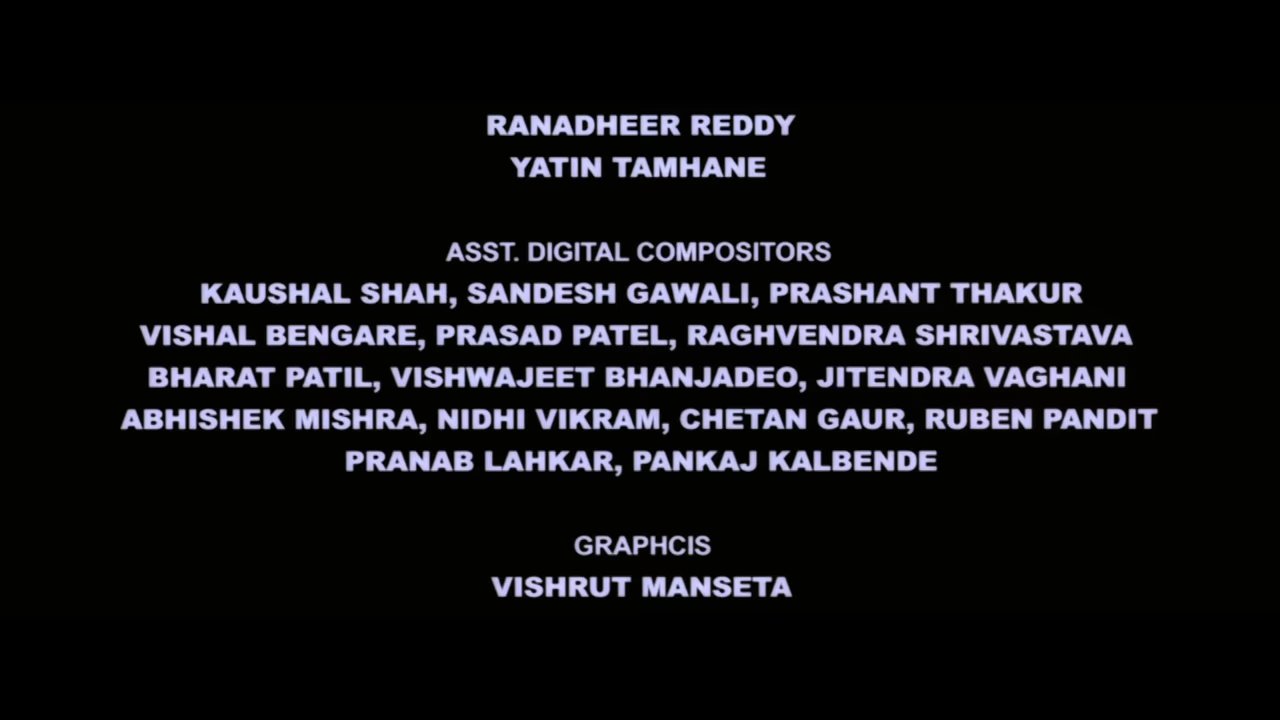 RANADHEER REDDY
YATIN TAMHANE
ASST. DIGITAL COMPOSITORS
KAUSHAL SHAH, SANDESH GAWALI, PRASHANT THAKUR
VISHAL BENGARE, PRASAD PATEL, RAGHVENDRA SHRIVASTAVA
BHARAT PATIL, VISHWAJEET BHANJADEO, JITENDRA VAGHANI
ABHISHEK MISHRA, NIDHI VIKRAM, CHETAN GAUR, RUBEN PANDIT
PRANAB LAHKAR, PANKAJ KALBENDE
GRAPHCIS
VISHRUT MANSETA